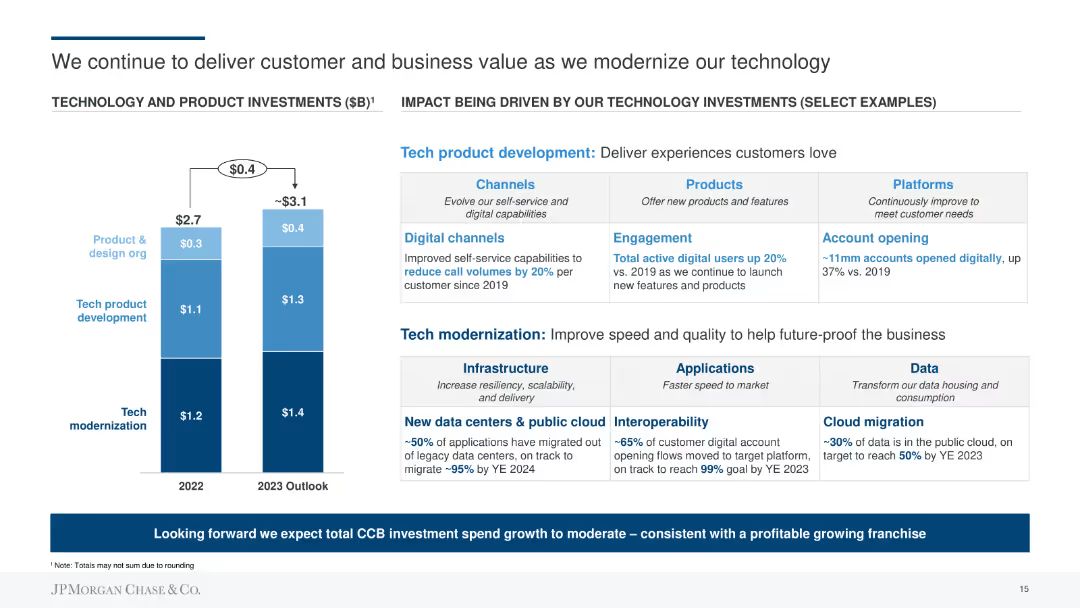 We continue to deliver customer and business value as we modernize our technology
TECHNOLOGY AND PRODUCT INVESTMENTS ($B)¹
$0.4
$2.7
~$3.1
Product &
design org
$0.3
$0.4
Tech product
development
$1.1
$1.3
Tech
modernization
$1.2
$1.4
2022
2023 Outlook
IMPACT BEING DRIVEN BY OUR TECHNOLOGY INVESTMENTS (SELECT EXAMPLES)
Tech product development: Deliver experiences customers love
Channels
Evolve our self-service and
digital capabilities
Products
Offer new products and features
Platforms
Continuously improve to
meet customer needs
Digital channels
Improved self-service capabilities to
reduce call volumes by 20% per
customer since 2019
Engagement
Total active digital users up 20%
vs. 2019 as we continue to launch
new features and products
Account opening
~11mm accounts opened digitally, up
37% vs. 2019
Tech modernization: Improve speed and quality to help future-proof the business
Infrastructure
Increase resiliency, scalability,
and delivery
Applications
Faster speed to market
Data
Transform our data housing and
consumption
New data centers & public cloud
~50% of applications have migrated out
of legacy data centers, on track to
migrate ~95% by YE 2024
Interoperability
~65% of customer digital account
opening flows moved to target platform,
on track to reach 99% goal by YE 2023
Cloud migration
~30% of data is in the public cloud, on
target to reach 50% by YE 2023
Looking forward we expect total CCB investment spend growth to moderate – consistent with a profitable growing franchise
¹ Note: Totals may not sum due to rounding
JPMORGAN CHASE & CO.
15